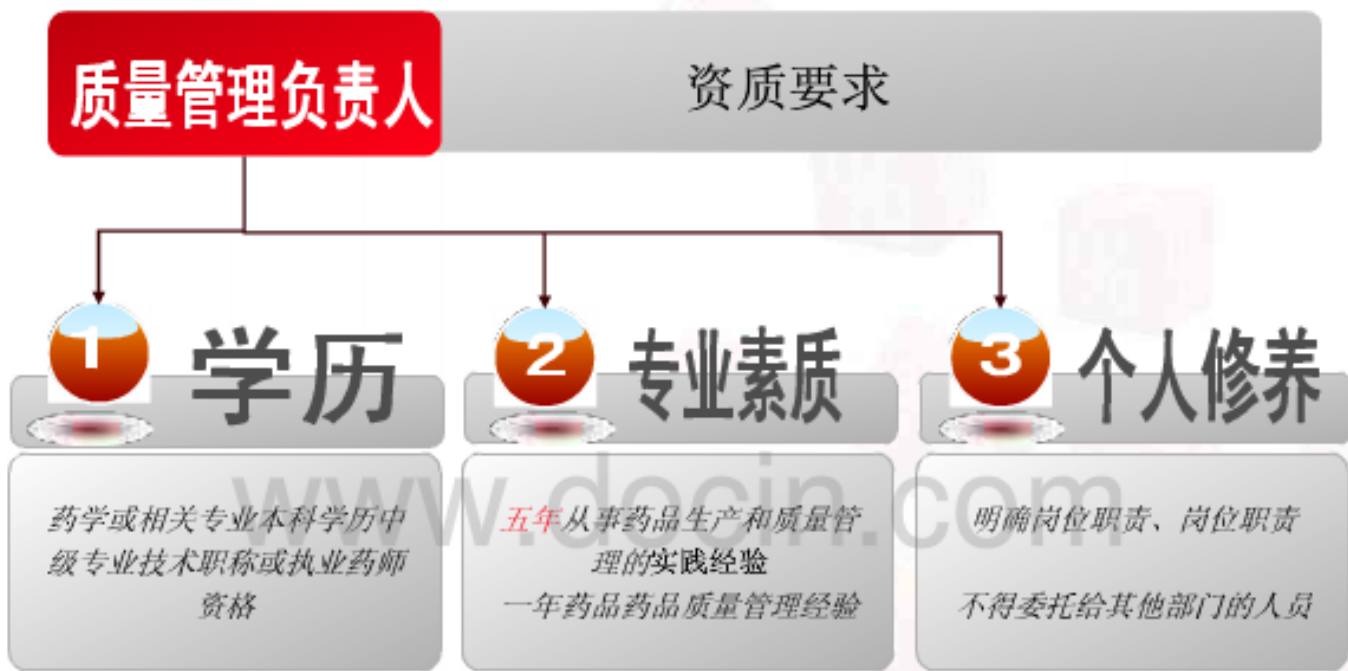 质量管理负责人
资质要求
1
学历
2
专业素质
3
个人修养
药学或相关专业本科学历中
级专业技术职称或执业药师
资格
五年从事药品生产和质量管
理的实践经验
一年药品药品质量管理经验
明确岗位职责、岗位职责
不得委托给其他部门的人员
www.docin.com